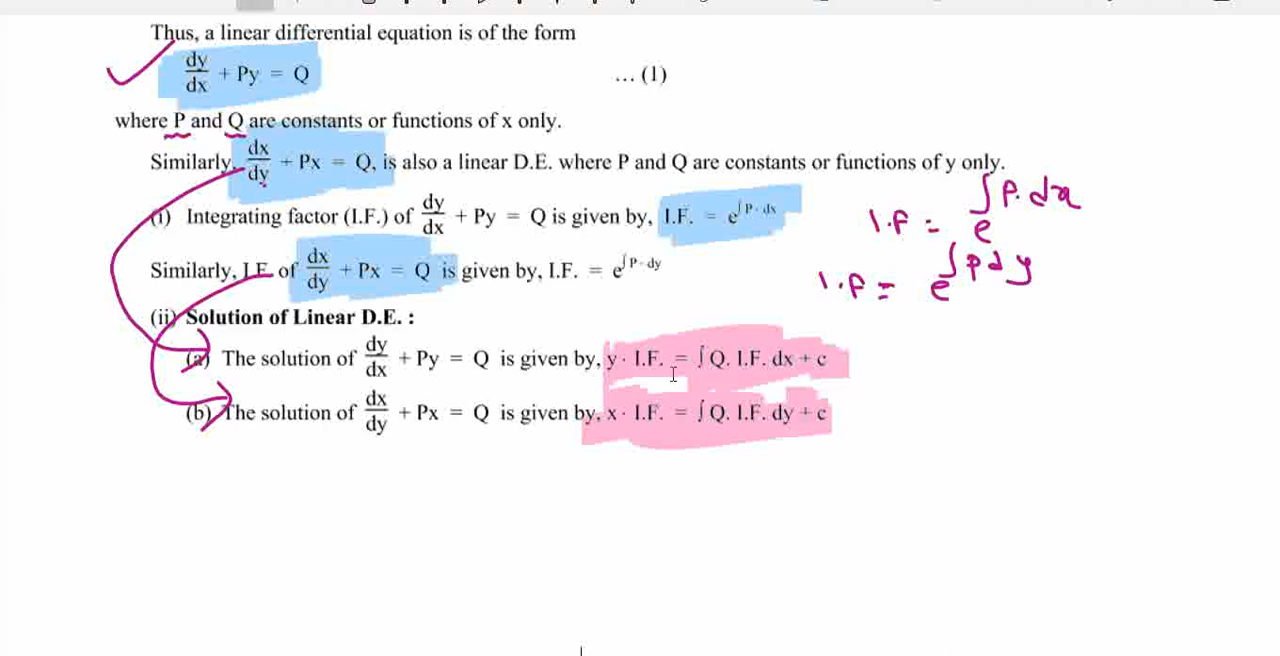 Thus, a linear differential equation is of the form
dy/dx + Py = Q ... (1)
where P and Q are constants or functions of x only.
Similarly, dx/dy + Px = Q, is also a linear D.E. where P and Q are constants or functions of y only.
(i) Integrating factor (I.F.) of dy/dx + Py = Q is given by, I.F. = e^∫P·dx
I.F = e^∫P.dx
Similarly, I.F. of dx/dy + Px = Q is given by, I.F. = e^∫P·dy
I.F = e^∫pdy
(ii) Solution of Linear D.E. :
(a) The solution of dy/dx + Py = Q is given by, y · I.F. = ∫Q. I.F. dx + c
(b) The solution of dx/dy + Px = Q is given by, x · I.F. = ∫Q. I.F. dy + c